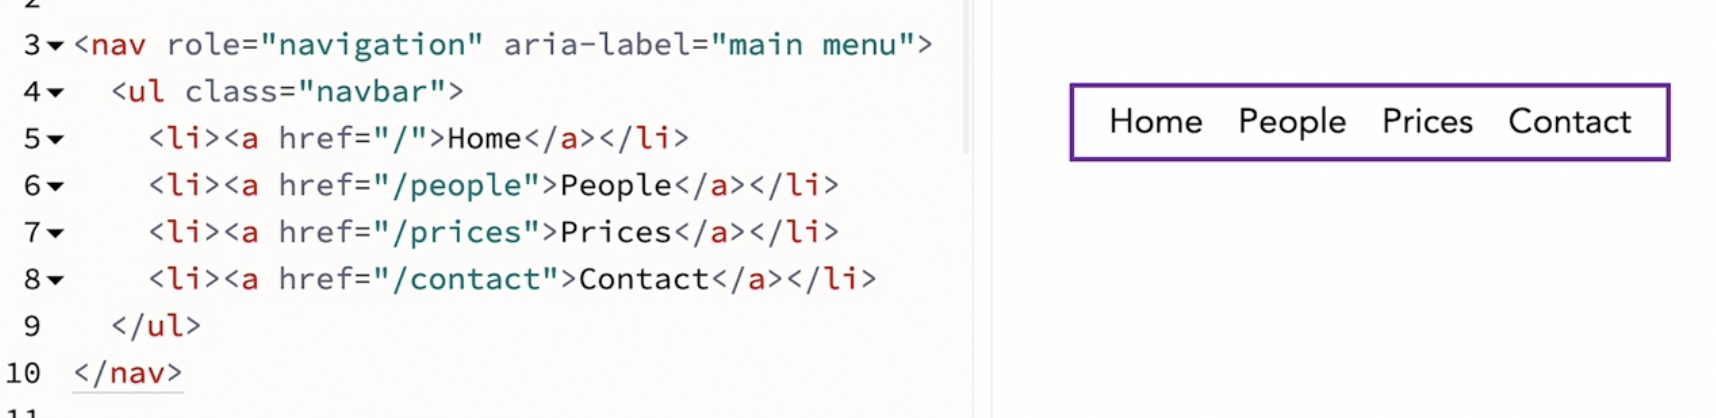 3 <nav role="navigation" aria-label="main menu">
4 <ul class="navbar">
5 <li><a href="/">Home</a></li>
6 <li><a href="/people">People</a></li>
7 <li><a href="/prices">Prices</a></li>
8 <li><a href="/contact">Contact</a></li>
9 </ul>
10 </nav>
Home People Prices Contact